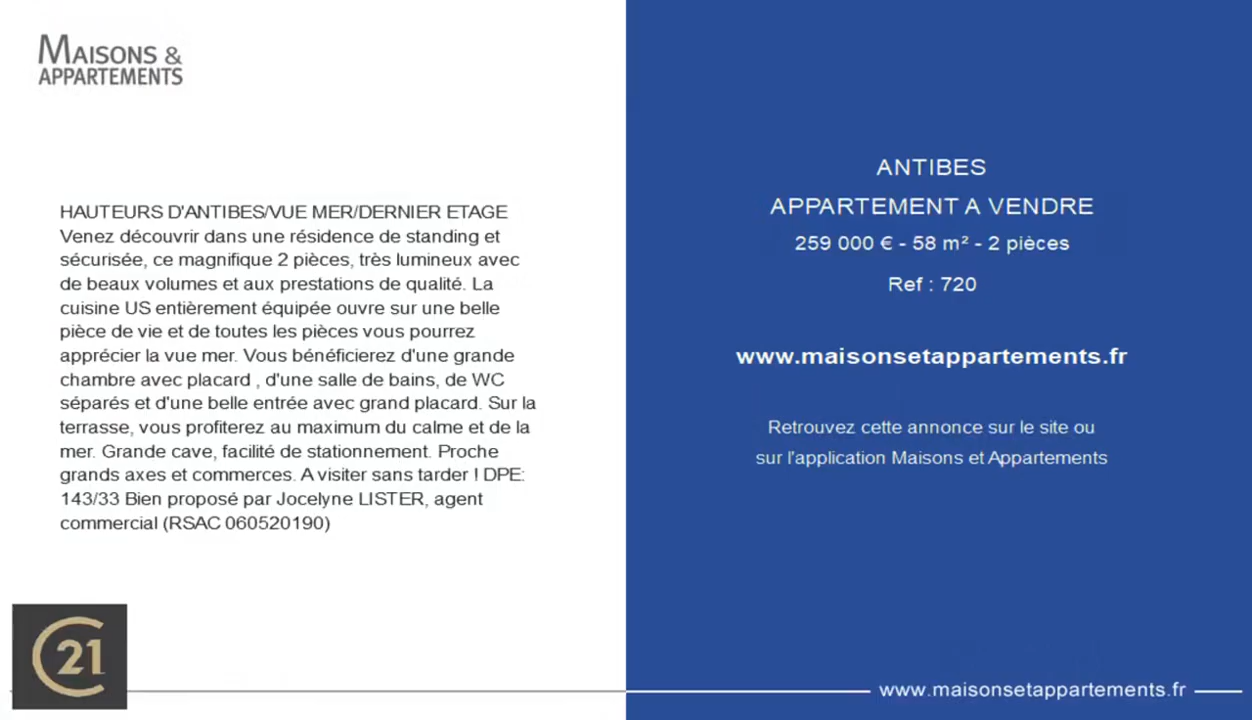 MAISONS &
APPARTEMENTS
HAUTEURS D'ANTIBES/VUE MER/DERNIER ETAGE
Venez découvrir dans une résidence de standing et
sécurisée, ce magnifique 2 pièces, très lumineux avec
de beaux volumes et aux prestations de qualité. La
cuisine US entièrement équipée ouvre sur une belle
pièce de vie et de toutes les pièces vous pourrez
apprécier la vue mer. Vous bénéficierez d'une grande
chambre avec placard , d'une salle de bains, de WC
séparés et d'une belle entrée avec grand placard. Sur la
terrasse, vous profiterez au maximum du calme et de la
mer. Grande cave, facilité de stationnement. Proche
grands axes et commerces. A visiter sans tarder ! DPE:
143/33 Bien proposé par Jocelyne LISTER, agent
commercial (RSAC 060520190)
C21
ANTIBES
APPARTEMENT A VENDRE
259 000 € - 58 m² - 2 pièces
Ref : 720
www.maisonsetappartements.fr
Retrouvez cette annonce sur le site ou
sur l'application Maisons et Appartements
www.maisonsetappartements.fr